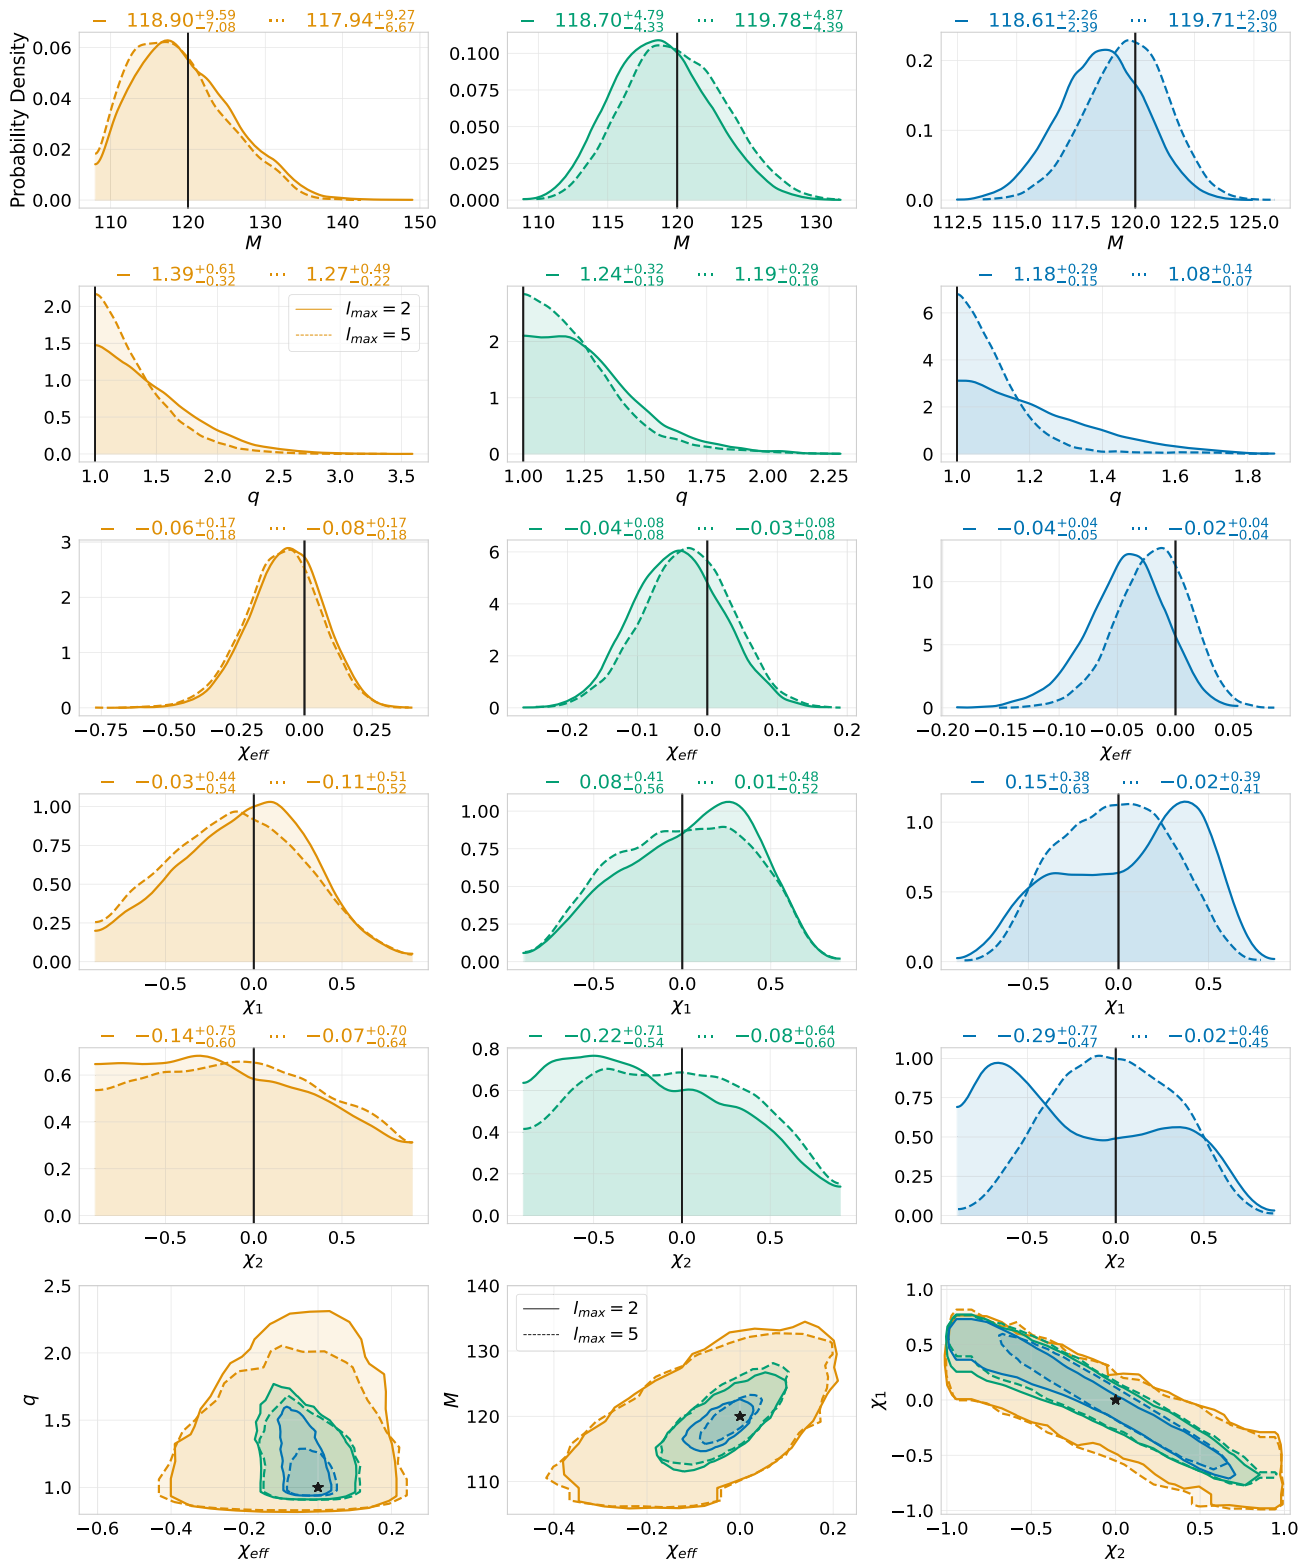 — 118.90+9.59−7.08 ··· 117.94+9.27−6.67
— 118.70+4.79−4.33 ··· 119.78+4.87−4.39
— 118.61+2.26−2.39 ··· 119.71+2.09−2.30
Probability Density
0.06
0.04
0.02
0.00
110 120 130 140 150
M
0.100
0.075
0.050
0.025
0.000
110 115 120 125 130
M
0.2
0.1
0.0
112.5 115.0 117.5 120.0 122.5 125.0
M
— 1.39+0.61−0.32 ··· 1.27+0.49−0.22
— 1.24+0.32−0.19 ··· 1.19+0.29−0.16
— 1.18+0.29−0.15 ··· 1.08+0.14−0.07
2.0
1.5
1.0
0.5
0.0
lmax = 2
lmax = 5
1.0 1.5 2.0 2.5 3.0 3.5
q
2
1
0
1.00 1.25 1.50 1.75 2.00 2.25
q
6
4
2
0
1.0 1.2 1.4 1.6 1.8
q
— −0.06+0.17−0.18 ··· −0.08+0.17−0.18
— −0.04+0.08−0.08 ··· −0.03+0.08−0.08
— −0.04+0.04−0.05 ··· −0.02+0.04−0.04
3
2
1
0
−0.75 −0.50 −0.25 0.00 0.25
χeff
6
4
2
0
−0.2 −0.1 0.0 0.1 0.2
χeff
10
5
0
−0.20 −0.15 −0.10 −0.05 0.00 0.05
χeff
— −0.03+0.44−0.54 ··· −0.11+0.51−0.52
— 0.08+0.41−0.56 ··· 0.01+0.48−0.52
— 0.15+0.38−0.63 ··· −0.02+0.39−0.41
1.00
0.75
0.50
0.25
0.00
−0.5 0.0 0.5
χ1
1.00
0.75
0.50
0.25
0.00
−0.5 0.0 0.5
χ1
1.0
0.5
0.0
−0.5 0.0 0.5
χ1
— −0.14+0.75−0.60 ··· −0.07+0.70−0.64
— −0.22+0.71−0.54 ··· −0.08+0.64−0.60
— −0.29+0.77−0.47 ··· −0.02+0.46−0.45
0.6
0.4
0.2
0.0
−0.5 0.0 0.5
χ2
0.8
0.6
0.4
0.2
0.0
−0.5 0.0 0.5
χ2
1.00
0.75
0.50
0.25
0.00
−0.5 0.0 0.5
χ2
q
2.5
2.0
1.5
1.0
−0.6 −0.4 −0.2 0.0 0.2
χeff
M
140
130
120
110
lmax = 2
lmax = 5
−0.4 −0.2 0.0 0.2
χeff
χ1
1.0
0.5
0.0
−0.5
−1.0
−1.0 −0.5 0.0 0.5 1.0
χ2